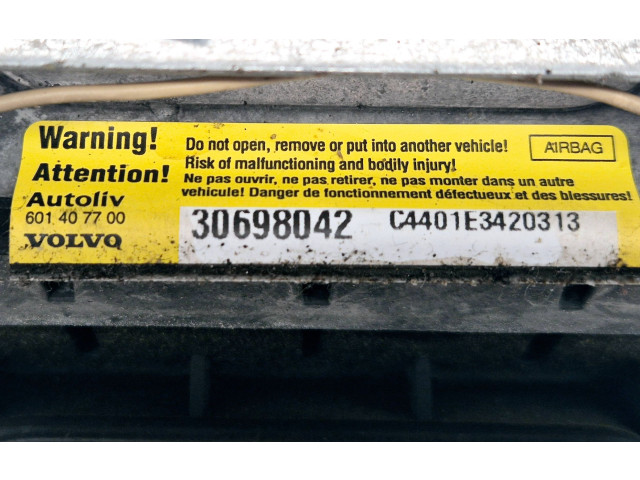 Warning!
Attention!
Autoliv
601 40 77 00
VOLVO
Do not open, remove or put into another vehicle!
Risk of malfunctioning and bodily injury!
Ne pas ouvrir, ne pas retirer, ne pas monter dans un autre
vehicule! Danger de fonctionnement défectueux et des blessures!
AIRBAG
30698042
C4401E3420313